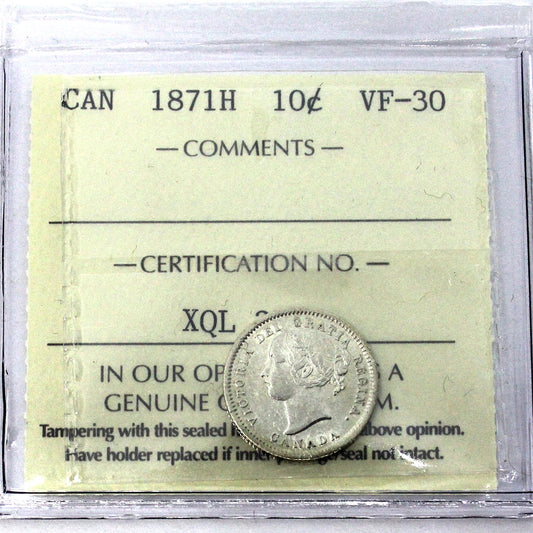 CAN 1871H 10¢ VF-30
— COMMENTS —
— CERTIFICATION NO. —
XQL
IN OUR A
GENUINE
Tampering with this sealed above opinion.
Have holder replaced if inner seal not intact.
VICTORIA DEI GRATIA REGINA.
CANADA